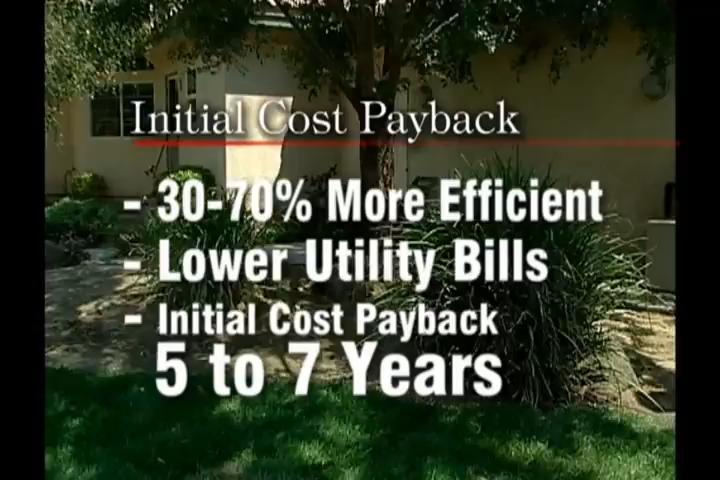 Initial Cost Payback
- 30-70% More Efficient
- Lower Utility Bills
- Initial Cost Payback
5 to 7 Years